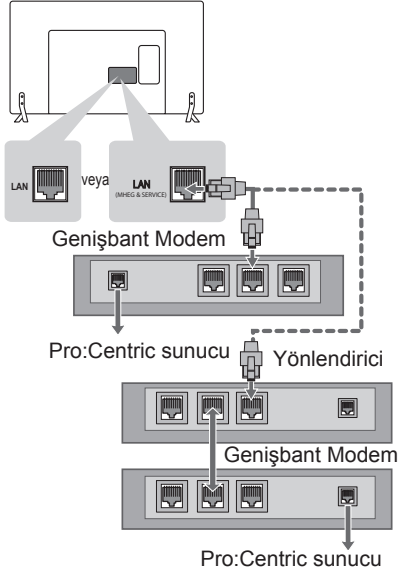 LAN
veya
LAN
(MHEG & SERVICE)
Genişbant Modem
Pro:Centric sunucu
Yönlendirici
Genişbant Modem
Pro:Centric sunucu